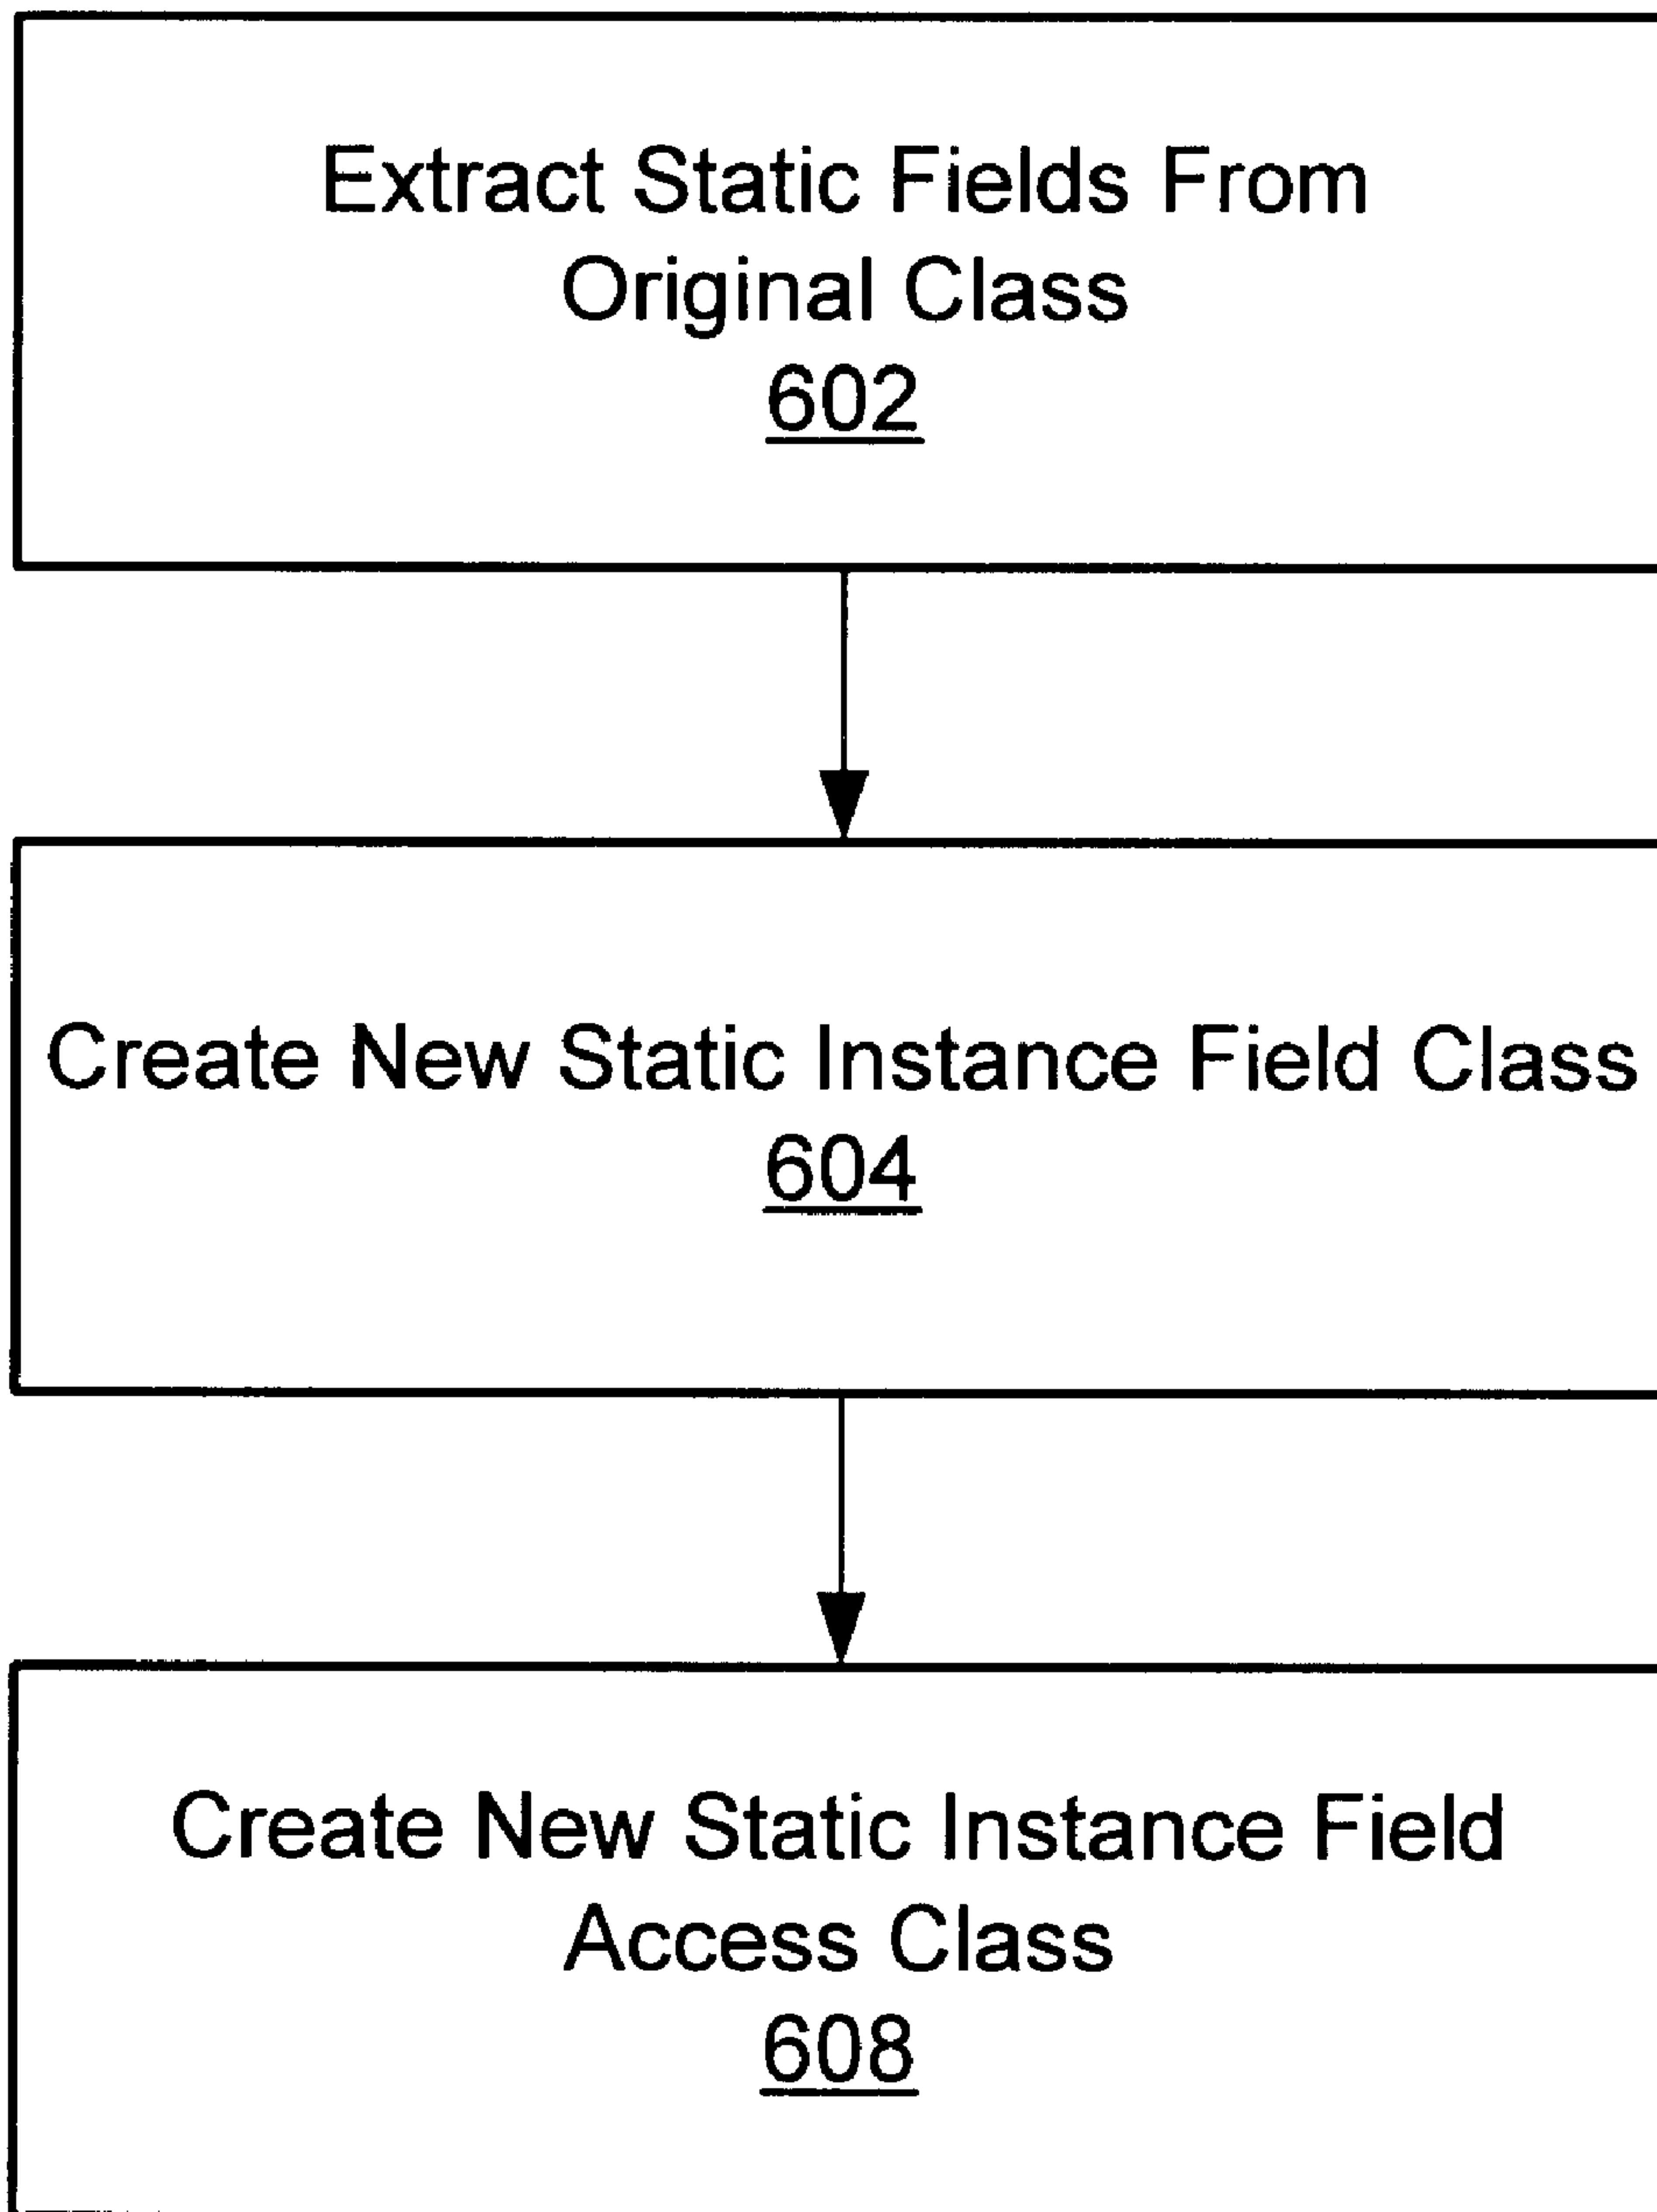 Extract Static Fields From
Original Class
602
Create New Static Instance Field Class
604
Create New Static Instance Field
Access Class
608